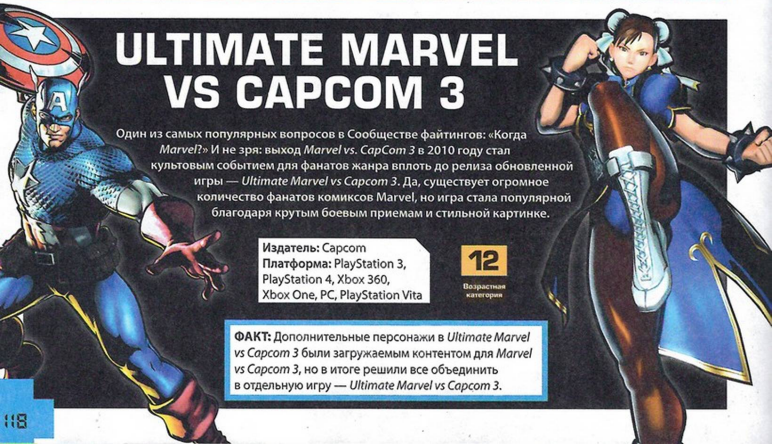 ULTIMATE MARVEL
VS CAPCOM 3
Один из самых популярных вопросов в Сообществе файтингов: «Когда
Marvel?» И не зря: выход Marvel vs. CapCom 3 в 2010 году стал
культовым событием для фанатов жанра вплоть до релиза обновленной
игры — Ultimate Marvel vs Capcom 3. Да, существует огромное
количество фанатов комиксов Marvel, но игра стала популярной
благодаря крутым боевым приемам и стильной картинке.
Издатель: Capcom
Платформа: PlayStation 3,
PlayStation 4, Xbox 360,
Xbox One, PC, PlayStation Vita
12
Возрастная
категория
ФАКТ: Дополнительные персонажи в Ultimate Marvel
vs Capcom 3 были загружаемым контентом для Marvel
vs Capcom 3, но в итоге решили все объединить
в отдельную игру — Ultimate Marvel vs Capcom 3.
118